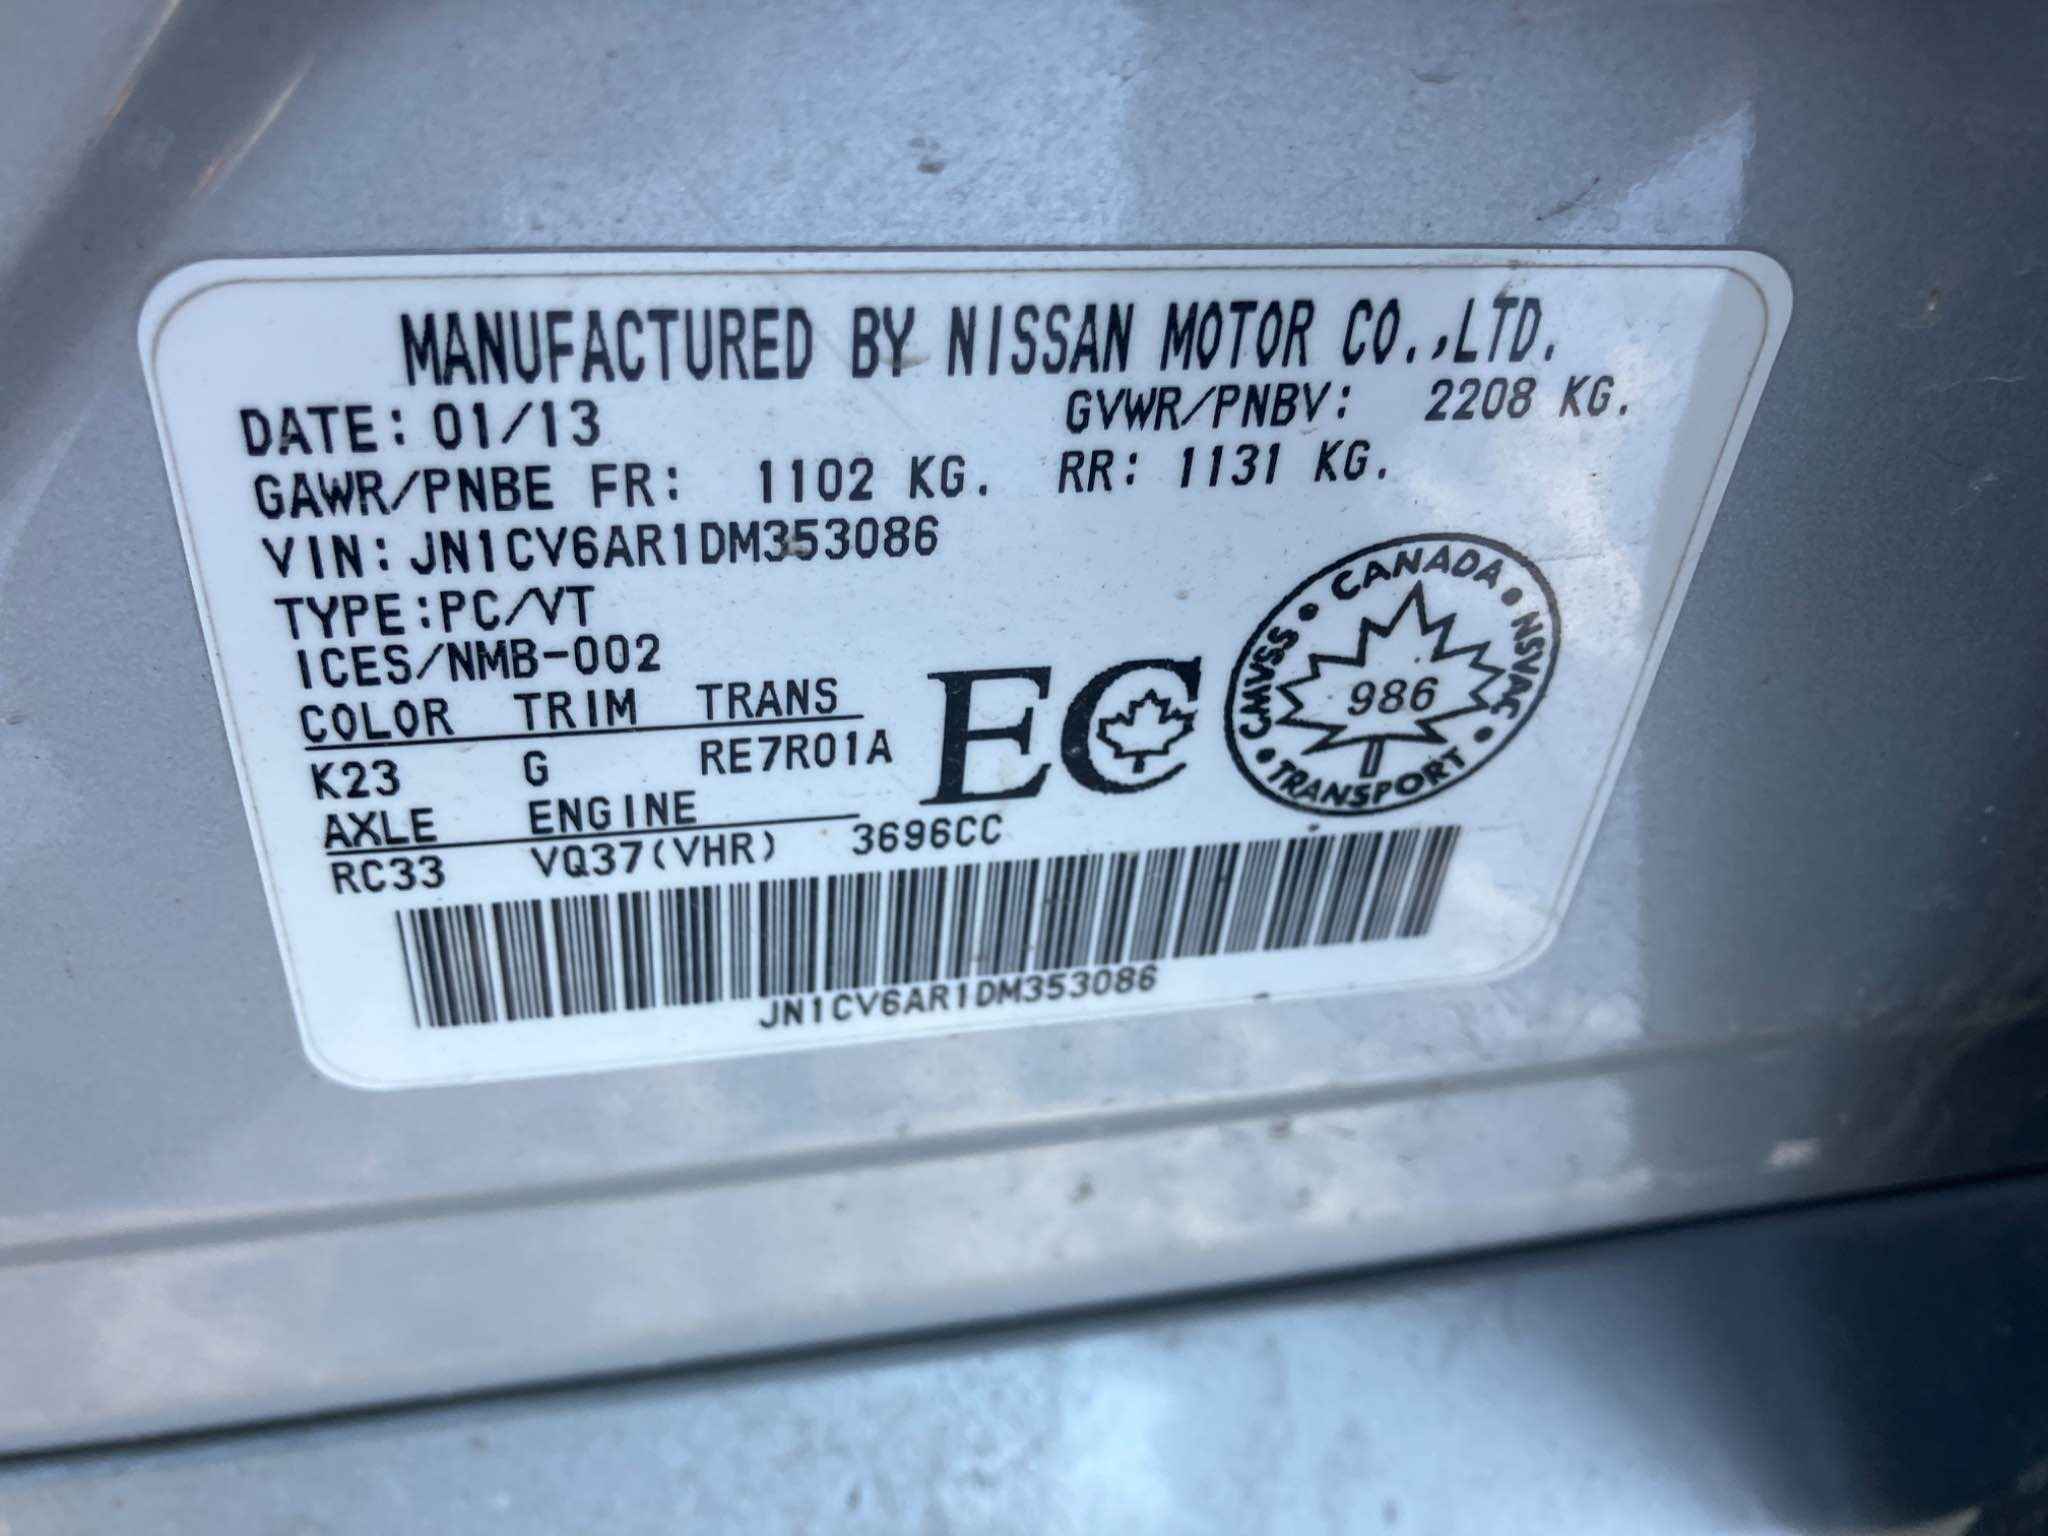 MANUFACTURED BY NISSAN MOTOR CO.,LTD.
DATE: 01/13 GVWR/PNBV: 2208 KG.
GAWR/PNBE FR: 1102 KG. RR: 1131 KG.
VIN: JN1CV6AR1DM353086
TYPE:PC/VT
ICES/NMB-002
COLOR TRIM TRANS
K23 G RE7R01A
AXLE ENGINE
RC33 VQ37(VHR) 3696CC
EC
CANADA • NSVAC • TRANSPORT • CMVSS •
986
JN1CV6AR1DM353086